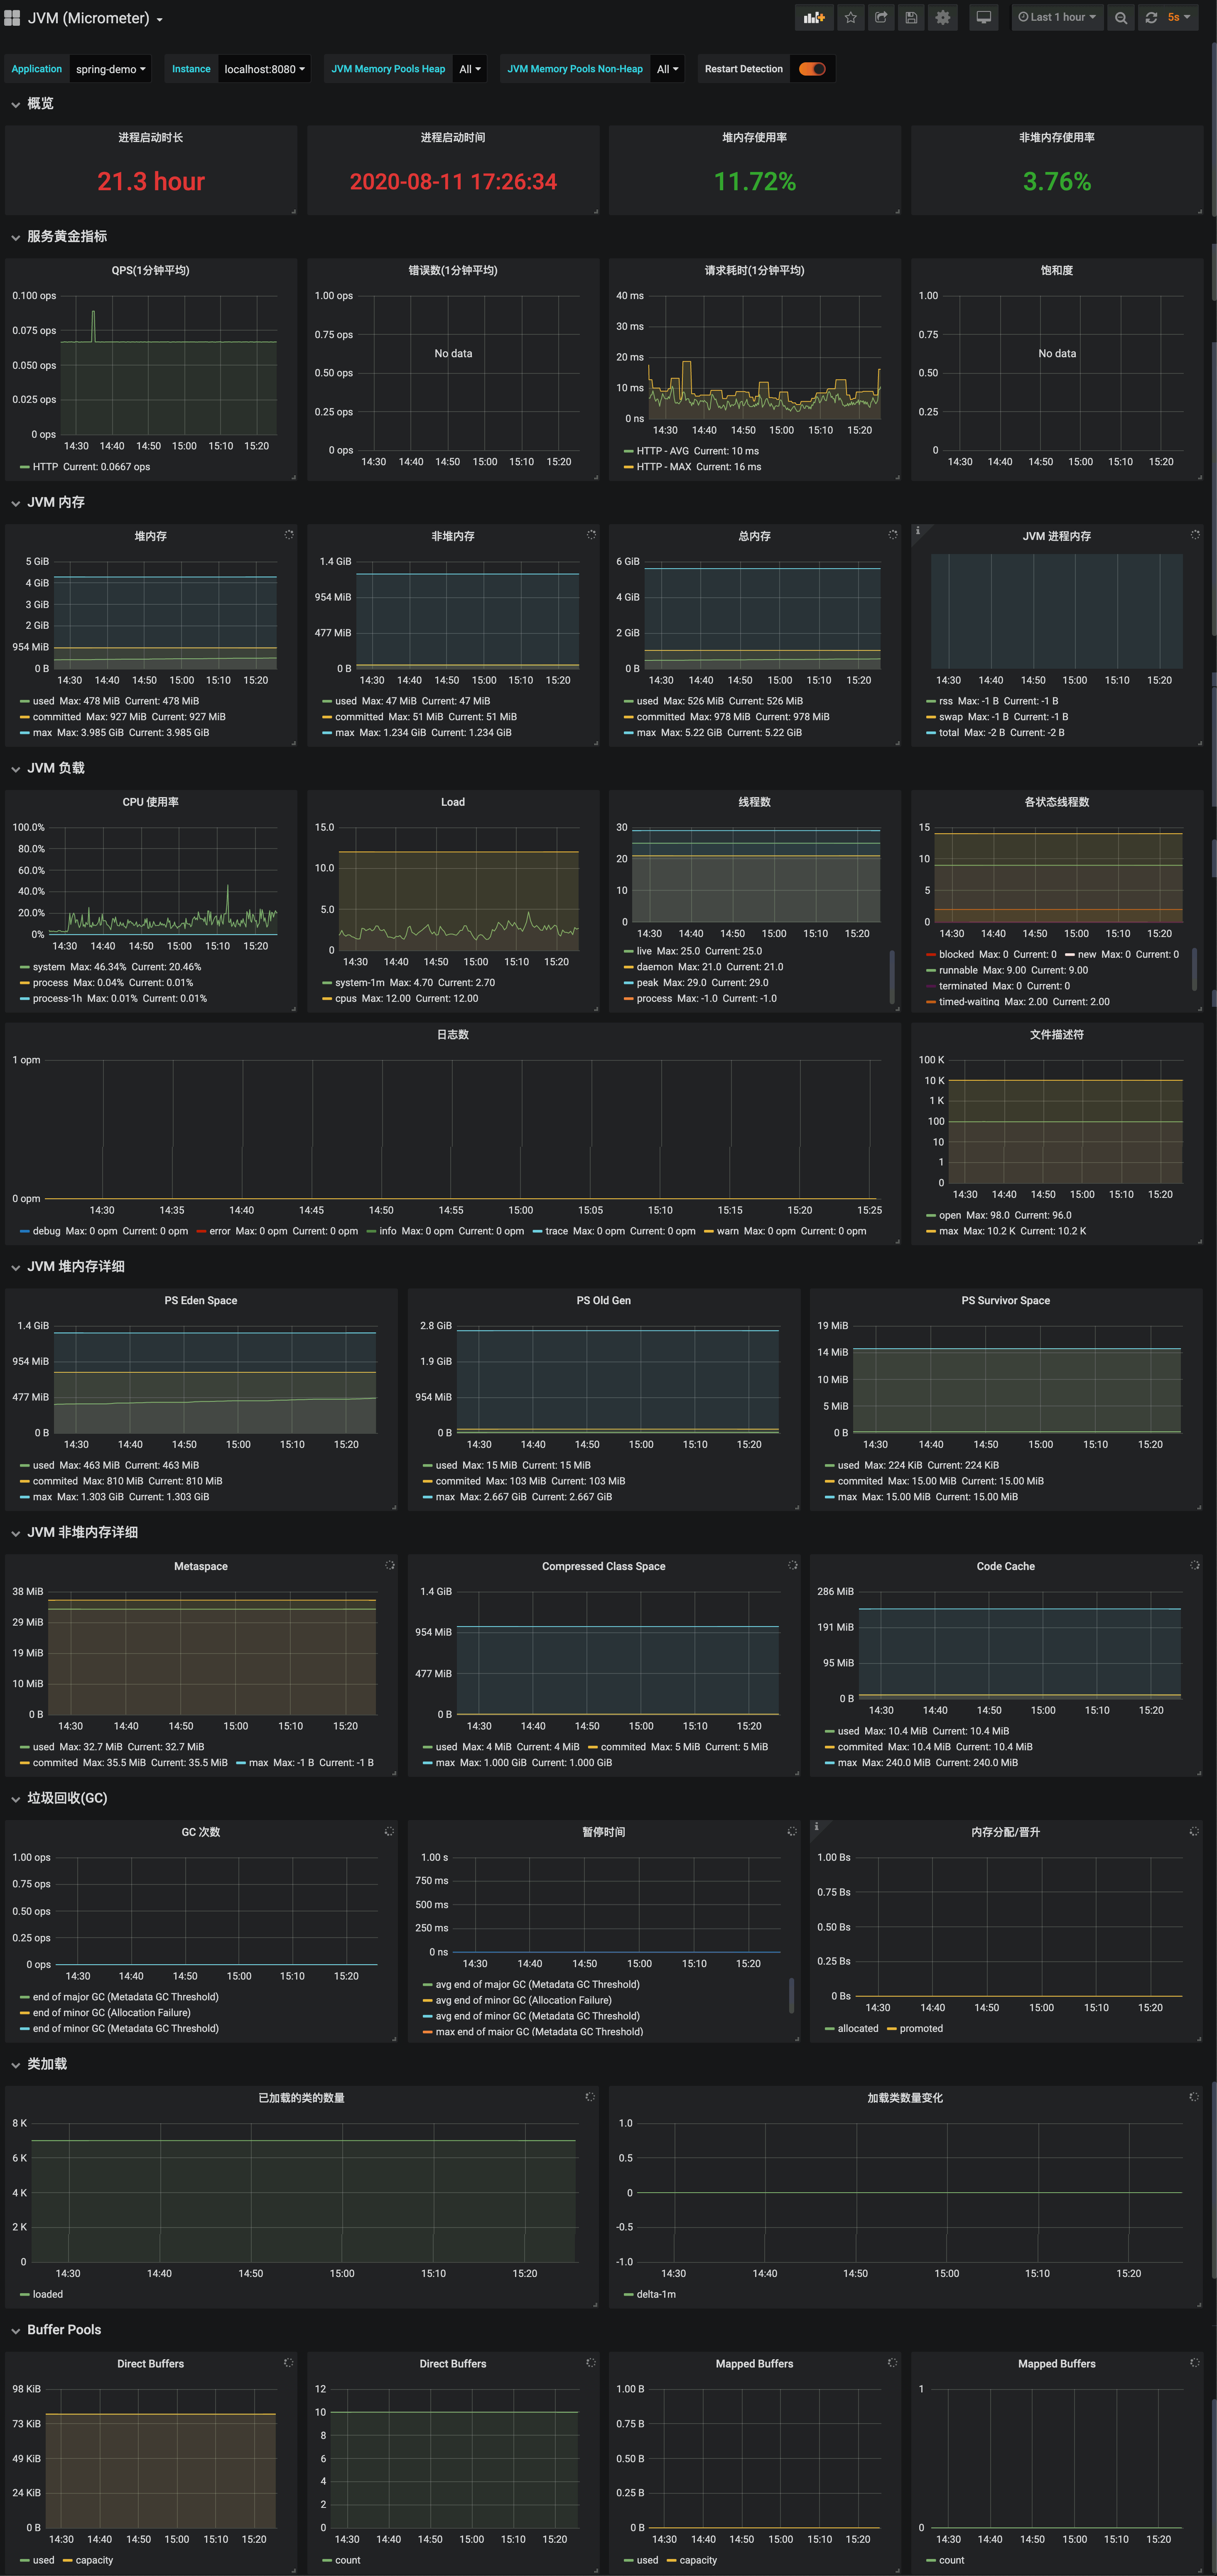 JVM (Micrometer)
Last 1 hour 5s
Application spring-demo Instance localhost:8080 JVM Memory Pools Heap All JVM Memory Pools Non-Heap All Restart Detection
概览
进程启动时长
21.3 hour
进程启动时间
2020-08-11 17:26:34
堆内存使用率
11.72%
非堆内存使用率
3.76%
服务黄金指标
QPS(1分钟平均)
0.100 ops
0.075 ops
0.050 ops
0.025 ops
0 ops
14:30 14:40 14:50 15:00 15:10 15:20
HTTP Current: 0.0667 ops
错误数(1分钟平均)
1.00 ops
0.75 ops
No data
0.50 ops
0.25 ops
0 ops
14:30 14:40 14:50 15:00 15:10 15:20
请求耗时(1分钟平均)
40 ms
30 ms
20 ms
10 ms
0 ns
14:30 14:40 14:50 15:00 15:10 15:20
HTTP - AVG Current: 10 ms
HTTP - MAX Current: 16 ms
饱和度
1.00
0.75
No data
0.50
0.25
0
14:30 14:40 14:50 15:00 15:10 15:20
JVM 内存
堆内存
5 GiB
4 GiB
3 GiB
2 GiB
954 MiB
0 B
14:30 14:40 14:50 15:00 15:10 15:20
used Max: 478 MiB Current: 478 MiB
committed Max: 927 MiB Current: 927 MiB
max Max: 3.985 GiB Current: 3.985 GiB
非堆内存
1.4 GiB
954 MiB
477 MiB
0 B
14:30 14:40 14:50 15:00 15:10 15:20
used Max: 47 MiB Current: 47 MiB
committed Max: 51 MiB Current: 51 MiB
max Max: 1.234 GiB Current: 1.234 GiB
总内存
6 GiB
4 GiB
2 GiB
0 B
14:30 14:40 14:50 15:00 15:10 15:20
used Max: 526 MiB Current: 526 MiB
committed Max: 978 MiB Current: 978 MiB
max Max: 5.22 GiB Current: 5.22 GiB
JVM 进程内存
14:30 14:40 14:50 15:00 15:10 15:20
rss Max: -1 B Current: -1 B
swap Max: -1 B Current: -1 B
total Max: -2 B Current: -2 B
JVM 负载
CPU 使用率
100.0%
80.0%
60.0%
40.0%
20.0%
0%
14:30 14:40 14:50 15:00 15:10 15:20
system Max: 46.34% Current: 20.46%
process Max: 0.04% Current: 0.01%
process-1h Max: 0.01% Current: 0.01%
Load
15.0
10.0
5.0
0
14:30 14:40 14:50 15:00 15:10 15:20
system-1m Max: 4.70 Current: 2.70
cpus Max: 12.00 Current: 12.00
线程数
30
20
10
0
14:30 14:40 14:50 15:00 15:10 15:20
live Max: 25.0 Current: 25.0
daemon Max: 21.0 Current: 21.0
peak Max: 29.0 Current: 29.0
process Max: -1.0 Current: -1.0
各状态线程数
15
10
5
0
14:30 14:40 14:50 15:00 15:10 15:20
blocked Max: 0 Current: 0 new Max: 0 Current: 0
runnable Max: 9.00 Current: 9.00
terminated Max: 0 Current: 0
timed-waiting Max: 2.00 Current: 2.00
日志数
1 opm
0 opm
14:30 14:35 14:40 14:45 14:50 14:55 15:00 15:05 15:10 15:15 15:20 15:25
debug Max: 0 opm Current: 0 opm error Max: 0 opm Current: 0 opm info Max: 0 opm Current: 0 opm trace Max: 0 opm Current: 0 opm warn Max: 0 opm Current: 0 opm
文件描述符
100 K
10 K
1 K
100
10
1
0
14:30 14:40 14:50 15:00 15:10 15:20
open Max: 98.0 Current: 96.0
max Max: 10.2 K Current: 10.2 K
JVM 堆内存详细
PS Eden Space
1.4 GiB
954 MiB
477 MiB
0 B
14:30 14:40 14:50 15:00 15:10 15:20
used Max: 463 MiB Current: 463 MiB
commited Max: 810 MiB Current: 810 MiB
max Max: 1.303 GiB Current: 1.303 GiB
PS Old Gen
2.8 GiB
1.9 GiB
954 MiB
0 B
14:30 14:40 14:50 15:00 15:10 15:20
used Max: 15 MiB Current: 15 MiB
commited Max: 103 MiB Current: 103 MiB
max Max: 2.667 GiB Current: 2.667 GiB
PS Survivor Space
19 MiB
14 MiB
10 MiB
5 MiB
0 B
14:30 14:40 14:50 15:00 15:10 15:20
used Max: 224 KiB Current: 224 KiB
commited Max: 15.00 MiB Current: 15.00 MiB
max Max: 15.00 MiB Current: 15.00 MiB
JVM 非堆内存详细
Metaspace
38 MiB
29 MiB
19 MiB
10 MiB
0 B
14:30 14:40 14:50 15:00 15:10 15:20
used Max: 32.7 MiB Current: 32.7 MiB
commited Max: 35.5 MiB Current: 35.5 MiB max Max: -1 B Current: -1 B
Compressed Class Space
1.4 GiB
954 MiB
477 MiB
0 B
14:30 14:40 14:50 15:00 15:10 15:20
used Max: 4 MiB Current: 4 MiB commited Max: 5 MiB Current: 5 MiB
max Max: 1.000 GiB Current: 1.000 GiB
Code Cache
286 MiB
191 MiB
95 MiB
0 B
14:30 14:40 14:50 15:00 15:10 15:20
used Max: 10.4 MiB Current: 10.4 MiB
commited Max: 10.4 MiB Current: 10.4 MiB
max Max: 240.0 MiB Current: 240.0 MiB
垃圾回收(GC)
GC 次数
1.00 ops
0.75 ops
0.50 ops
0.25 ops
0 ops
14:30 14:40 14:50 15:00 15:10 15:20
end of major GC (Metadata GC Threshold)
end of minor GC (Allocation Failure)
end of minor GC (Metadata GC Threshold)
暂停时间
1.00 s
750 ms
500 ms
250 ms
0 ns
14:30 14:40 14:50 15:00 15:10 15:20
avg end of major GC (Metadata GC Threshold)
avg end of minor GC (Allocation Failure)
avg end of minor GC (Metadata GC Threshold)
max end of major GC (Metadata GC Threshold)
内存分配/晋升
1.00 Bs
0.75 Bs
0.50 Bs
0.25 Bs
0 Bs
14:30 14:40 14:50 15:00 15:10 15:20
allocated promoted
类加载
已加载的类的数量
8 K
6 K
4 K
2 K
0
14:30 14:40 14:50 15:00 15:10 15:20
loaded
加载类数量变化
1.0
0.5
0
-0.5
-1.0
14:30 14:40 14:50 15:00 15:10 15:20
delta-1m
Buffer Pools
Direct Buffers
98 KiB
73 KiB
49 KiB
24 KiB
0 B
14:30 14:40 14:50 15:00 15:10 15:20
used capacity
Direct Buffers
12
10
8
6
4
2
0
14:30 14:40 14:50 15:00 15:10 15:20
count
Mapped Buffers
1.00 B
0.75 B
0.50 B
0.25 B
0 B
14:30 14:40 14:50 15:00 15:10 15:20
used capacity
Mapped Buffers
1
0
14:30 14:40 14:50 15:00 15:10 15:20
count